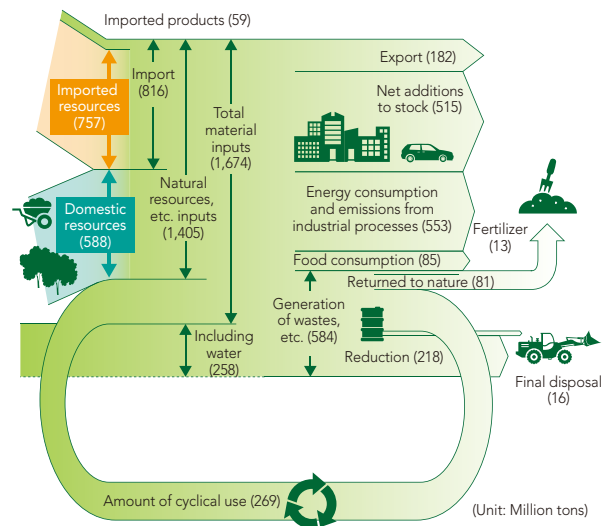 Imported products (59)
Imported
resources
(757)
Import
(816)
Total
material
inputs
(1,674)
Natural
resources,
etc. inputs
(1,405)
Domestic
resources
(588)
Including
water
(258)
Export (182)
Net additions
to stock (515)
Energy consumption
and emissions from
industrial processes (553)
Food consumption (85)
Fertilizer
(13)
Returned to nature (81)
Generation
of wastes,
etc. (584)
Reduction (218)
Final disposal
(16)
Amount of cyclical use (269)
(Unit: Million tons)